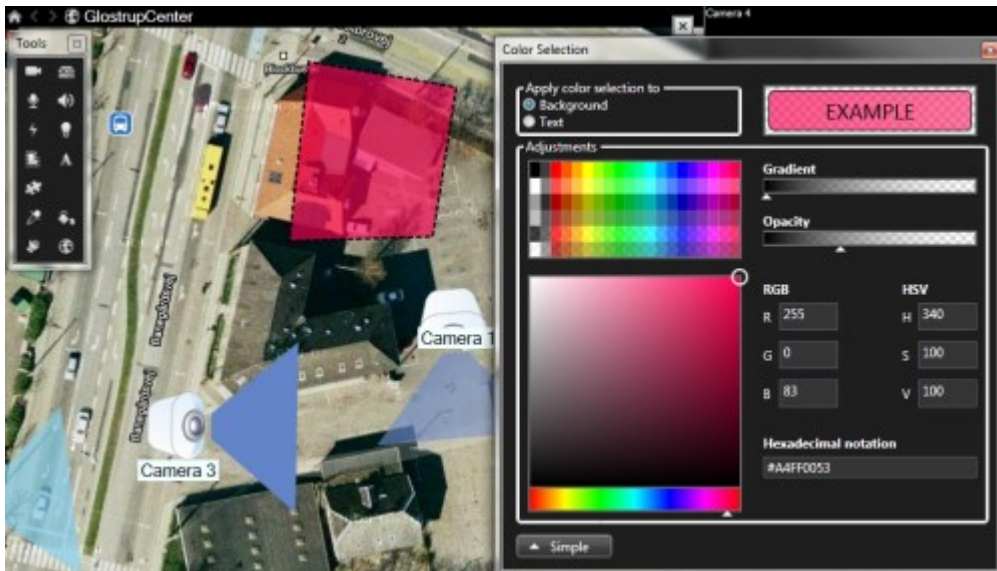 GlostrupCenter
Camera 4
Tools
Color Selection
Apply color selection to
Background
Text
EXAMPLE
Adjustments
Gradient
Opacity
RGB
HSV
R 255
H 340
G 0
S 100
B 83
V 100
Hexadecimal notation
#A4FF0053
Simple
A
Camera 1
Camera 3